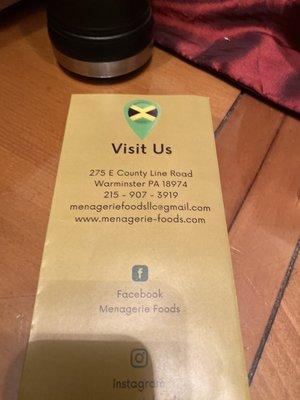 Visit Us
275 E County Line Road
Warminster PA 18974
215 - 907 - 3919
menageriefoodsllc@gmail.com
www.menagerie-foods.com
Facebook
Menagerie Foods
Instagram